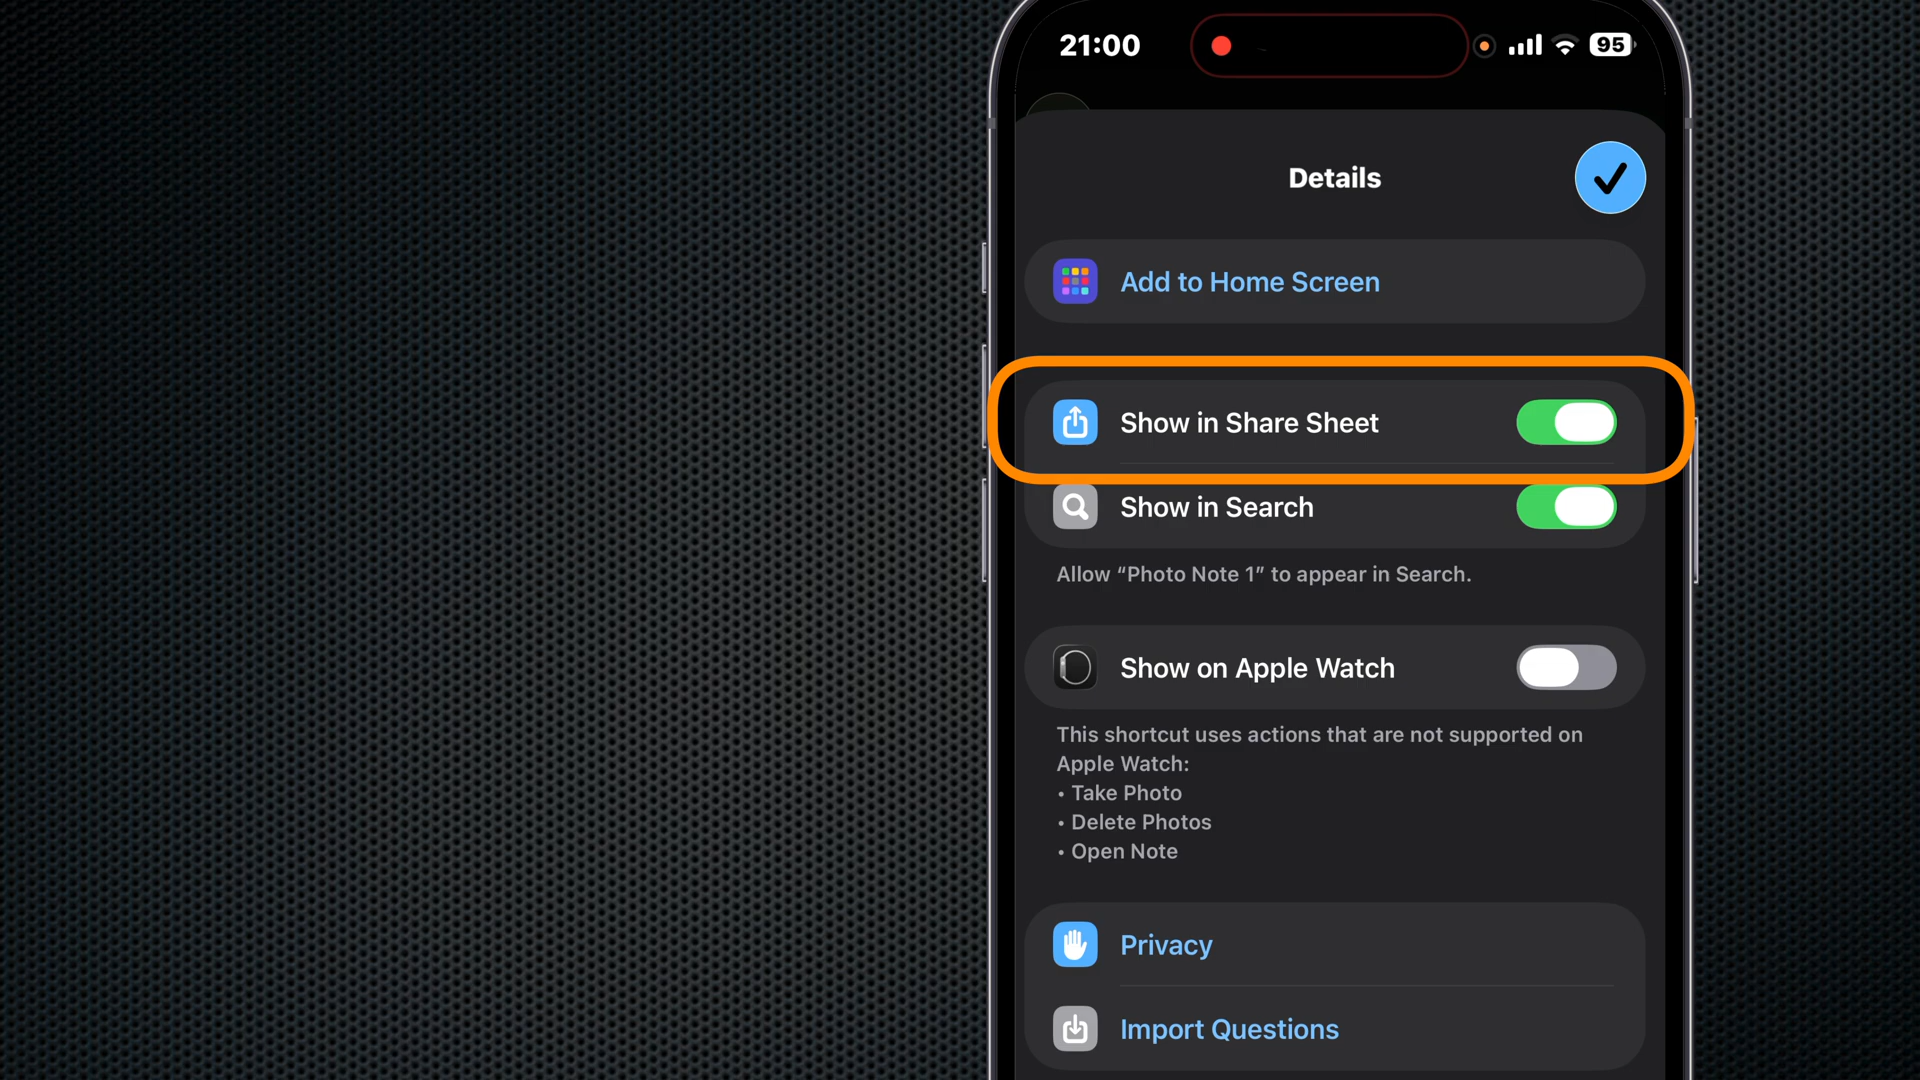 21:00
95
Details
Add to Home Screen
Show in Share Sheet
Show in Search
Allow “Photo Note 1” to appear in Search.
Show on Apple Watch
This shortcut uses actions that are not supported on
Apple Watch:
• Take Photo
• Delete Photos
• Open Note
Privacy
Import Questions